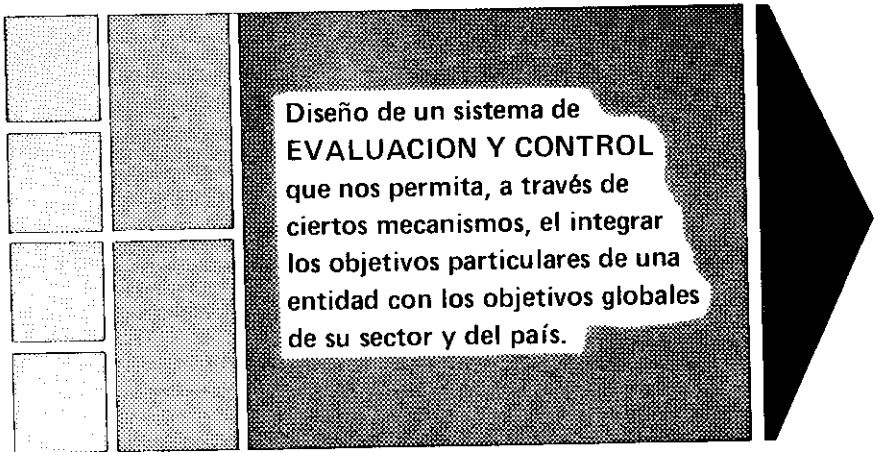 Diseño de un sistema de
EVALUACION Y CONTROL
que nos permita, a través de
ciertos mecanismos, el integrar
los objetivos particulares de una
entidad con los objetivos globales
de su sector y del país.